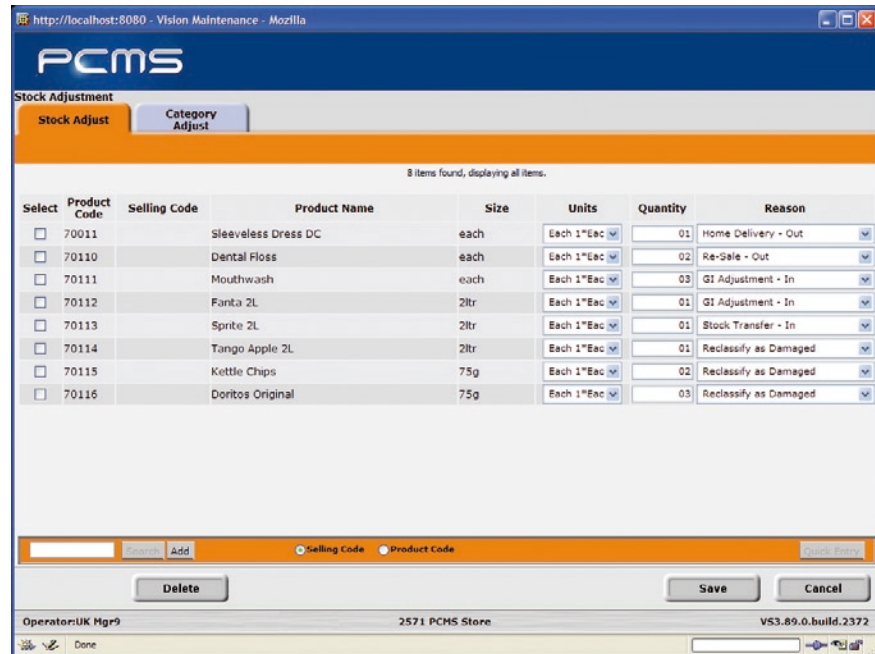 http://localhost:8080 - Vision Maintenance - Mozilla
PCMS
Stock Adjustment
Stock Adjust Category Adjust
8 items found, displaying all items.
Select Product Code Selling Code Product Name Size Units Quantity Reason
70011 Sleeveless Dress DC each Each 1*Eac 01 Home Delivery - Out
70110 Dental Floss each Each 1*Eac 02 Re-Sale - Out
70111 Mouthwash each Each 1*Eac 03 GI Adjustment - In
70112 Fanta 2L 2ltr Each 1*Eac 01 GI Adjustment - In
70113 Sprite 2L 2ltr Each 1*Eac 01 Stock Transfer - In
70114 Tango Apple 2L 2ltr Each 1*Eac 01 Reclassify as Damaged
70115 Kettle Chips 75g Each 1*Eac 02 Reclassify as Damaged
70116 Doritos Original 75g Each 1*Eac 03 Reclassify as Damaged
Search Add Selling Code Product Code Quick Entry
Delete Save Cancel
Operator:UK Mgr9 2571 PCMS Store VS3.89.0.build.2372
Done